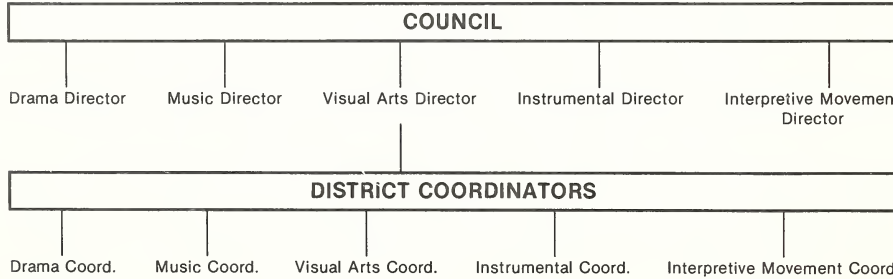 COUNCIL
Drama Director Music Director Visual Arts Director Instrumental Director Interpretive Movemen
Director
DISTRiCT COORDINATORS
Drama Coord. Music Coord. Visual Arts Coord. Instrumental Coord. Interpretive Movement Coord